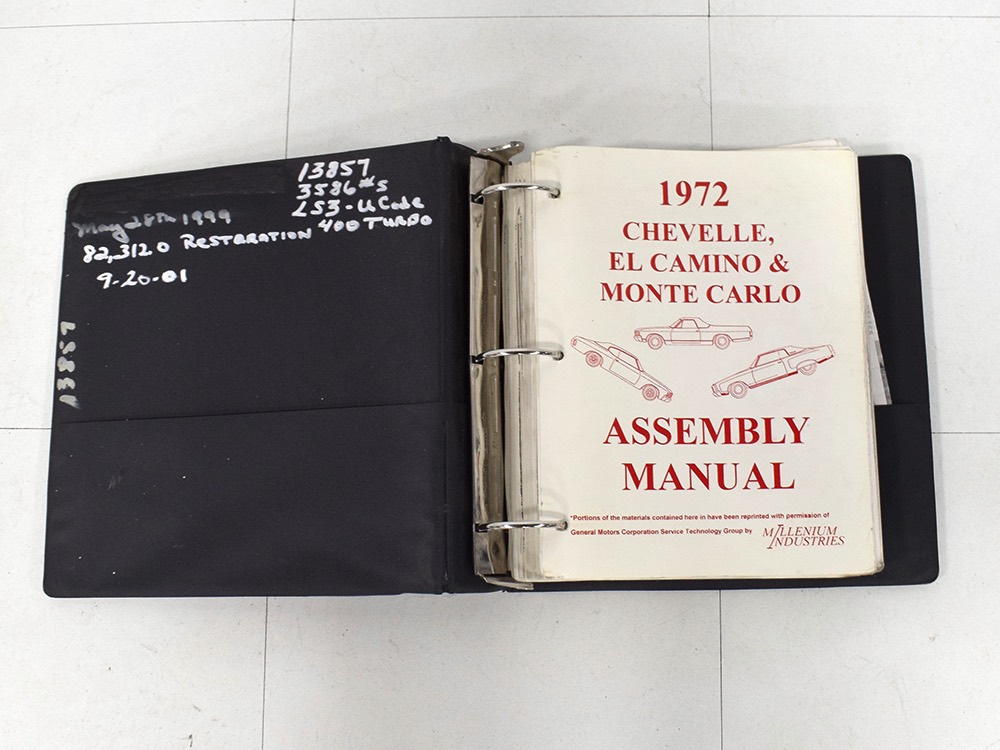 13857
3586#s
LS3-U Code
May 28th 1999
82,312.0 RESTORATION 400 TURBO
9-20-01
13857
1972
CHEVELLE,
EL CAMINO &
MONTE CARLO
ASSEMBLY
MANUAL
*Portions of the materials contained here in have been reprinted with permission of
General Motors Corporation Service Technology Group by
MILLENIUM
INDUSTRIES